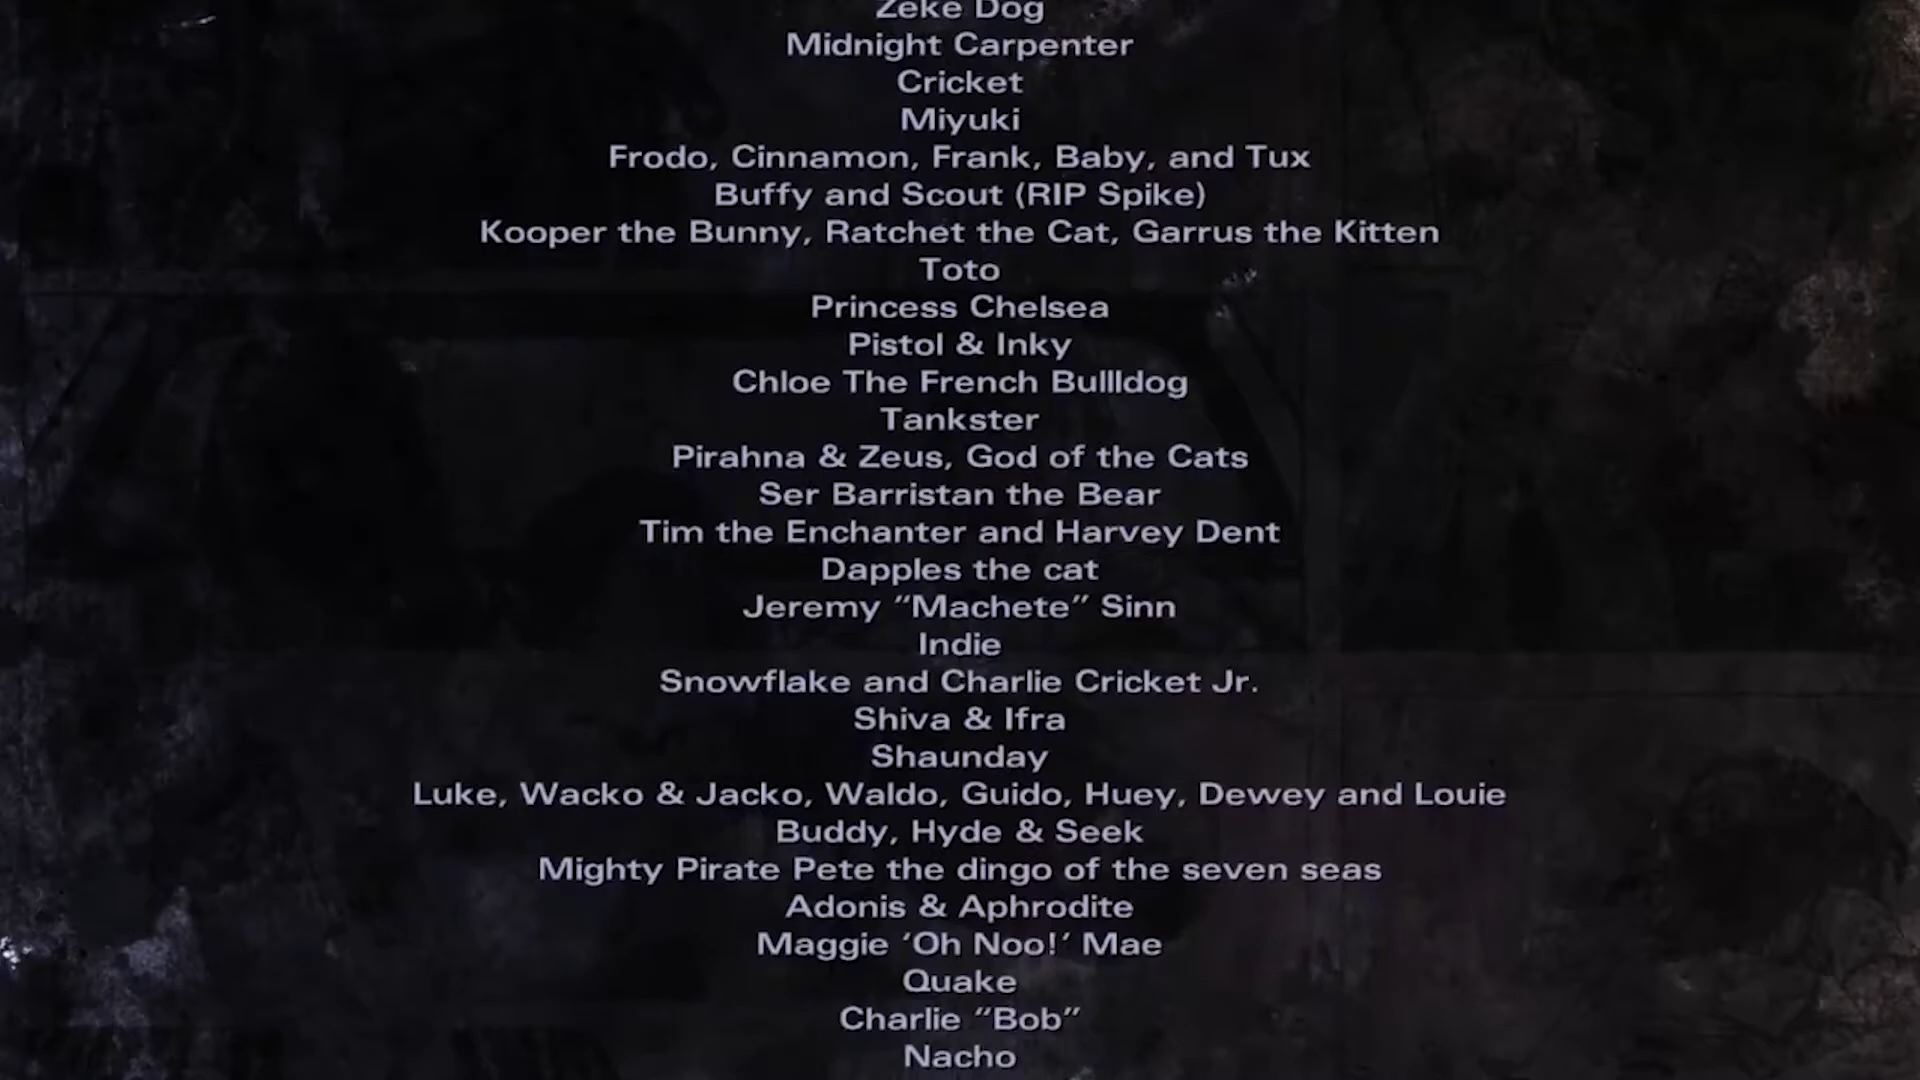 Zeke Dog
Midnight Carpenter
Cricket
Miyuki
Frodo, Cinnamon, Frank, Baby, and Tux
Buffy and Scout (RIP Spike)
Kooper the Bunny, Ratchet the Cat, Garrus the Kitten
Toto
Princess Chelsea
Pistol & Inky
Chloe The French Bullldog
Tankster
Pirahna & Zeus, God of the Cats
Ser Barristan the Bear
Tim the Enchanter and Harvey Dent
Dapples the cat
Jeremy “Machete” Sinn
Indie
Snowflake and Charlie Cricket Jr.
Shiva & Ifra
Shaunday
Luke, Wacko & Jacko, Waldo, Guido, Huey, Dewey and Louie
Buddy, Hyde & Seek
Mighty Pirate Pete the dingo of the seven seas
Adonis & Aphrodite
Maggie ‘Oh Noo!’ Mae
Quake
Charlie “Bob”
Nacho